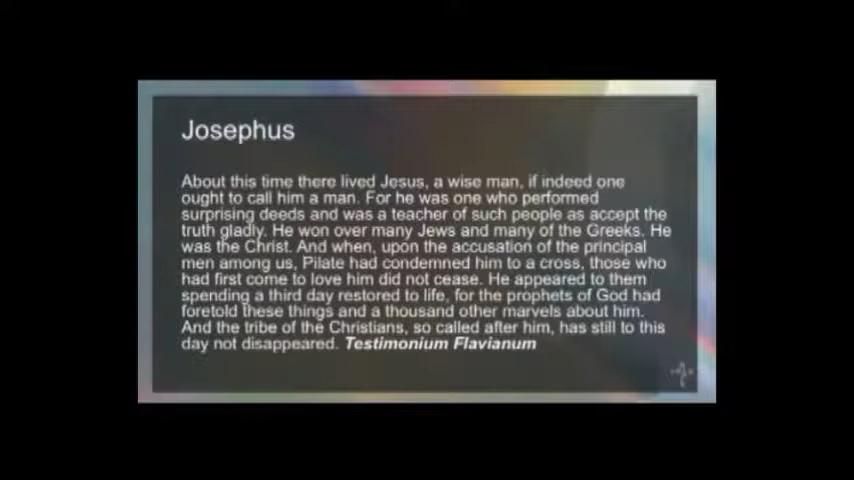 Josephus
About this time there lived Jesus, a wise man, if indeed one
ought to call him a man. For he was one who performed
surprising deeds and was a teacher of such people as accept the
truth gladly. He won over many Jews and many of the Greeks. He
was the Christ. And when, upon the accusation of the principal
men among us, Pilate had condemned him to a cross, those who
had first come to love him did not cease. He appeared to them
spending a third day restored to life, for the prophets of God had
foretold these things and a thousand other marvels about him.
And the tribe of the Christians, so called after him, has still to this
day not disappeared. Testimonium Flavianum